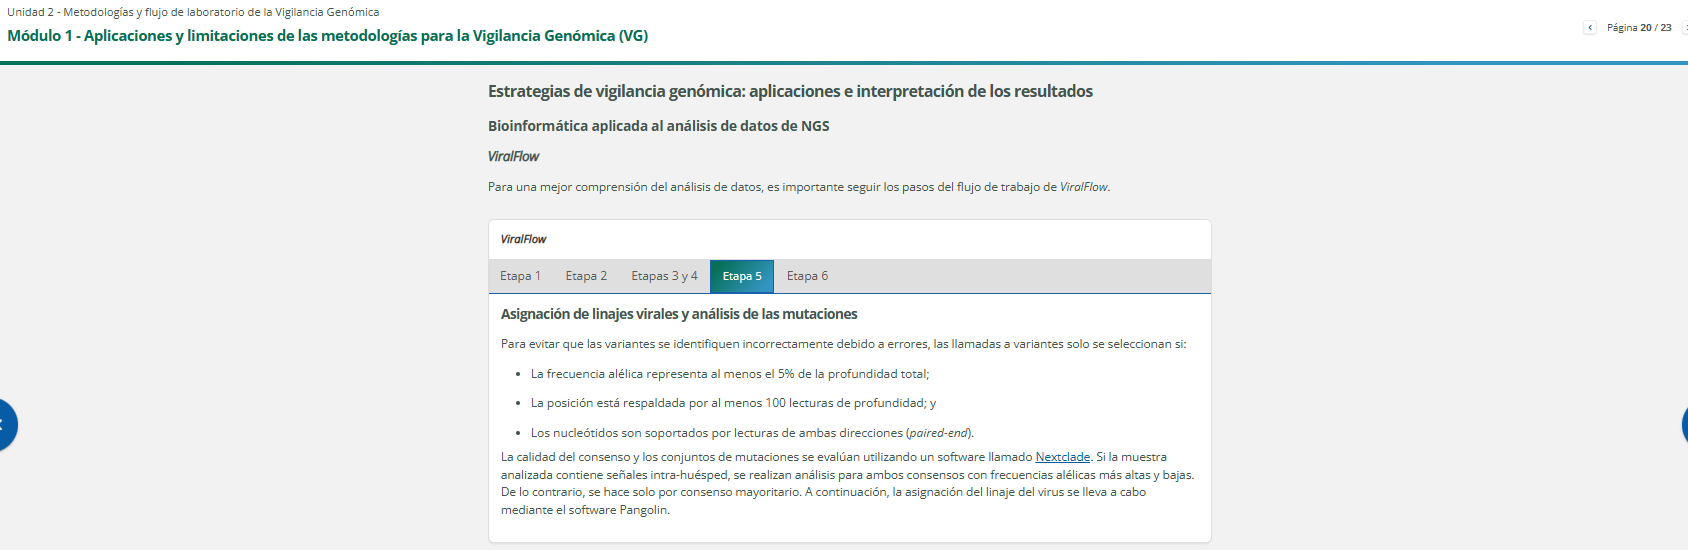 Unidad 2 - Metodologías y flujo de laboratorio de la Vigilancia Genómica
Módulo 1 - Aplicaciones y limitaciones de las metodologías para la Vigilancia Genómica (VG)
Página 20 / 23
Estrategias de vigilancia genómica: aplicaciones e interpretación de los resultados
Bioinformática aplicada al análisis de datos de NGS
ViralFlow
Para una mejor comprensión del análisis de datos, es importante seguir los pasos del flujo de trabajo de ViralFlow.
ViralFlow
Etapa 1 Etapa 2 Etapas 3 y 4 Etapa 5 Etapa 6
Asignación de linajes virales y análisis de las mutaciones
Para evitar que las variantes se identifiquen incorrectamente debido a errores, las llamadas a variantes solo se seleccionan si:
• La frecuencia alélica representa al menos el 5% de la profundidad total;
• La posición está respaldada por al menos 100 lecturas de profundidad; y
• Los nucleótidos son soportados por lecturas de ambas direcciones (paired-end).
La calidad del consenso y los conjuntos de mutaciones se evalúan utilizando un software llamado Nextclade. Si la muestra
analizada contiene señales intra-huésped, se realizan análisis para ambos consensos con frecuencias alélicas más altas y bajas.
De lo contrario, se hace solo por consenso mayoritario. A continuación, la asignación del linaje del virus se lleva a cabo
mediante el software Pangolin.